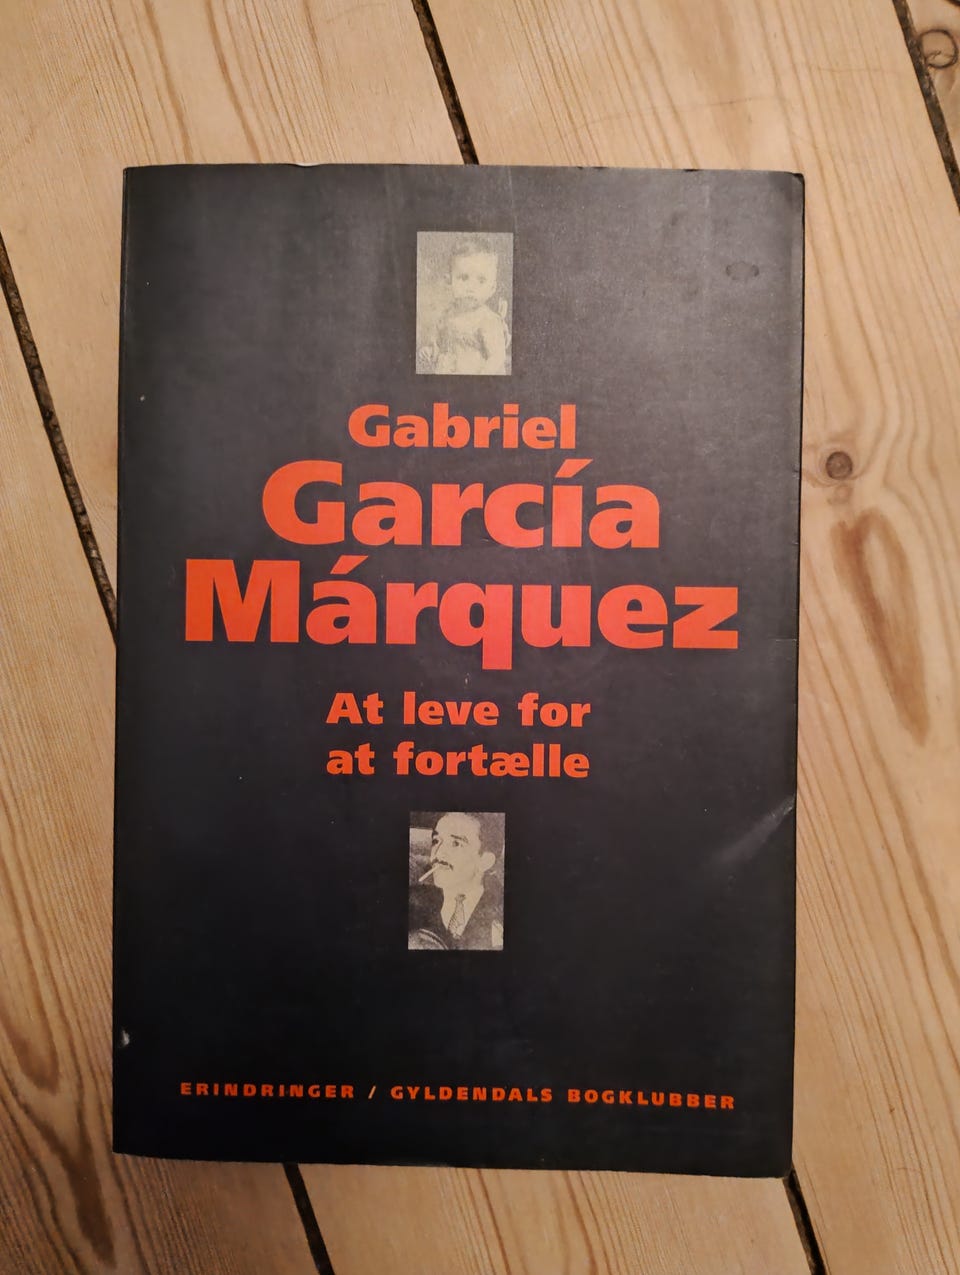 Gabriel
García
Márquez
At leve for
at fortælle
ERINDRINGER / GYLDENDALS BOGKLUBBER